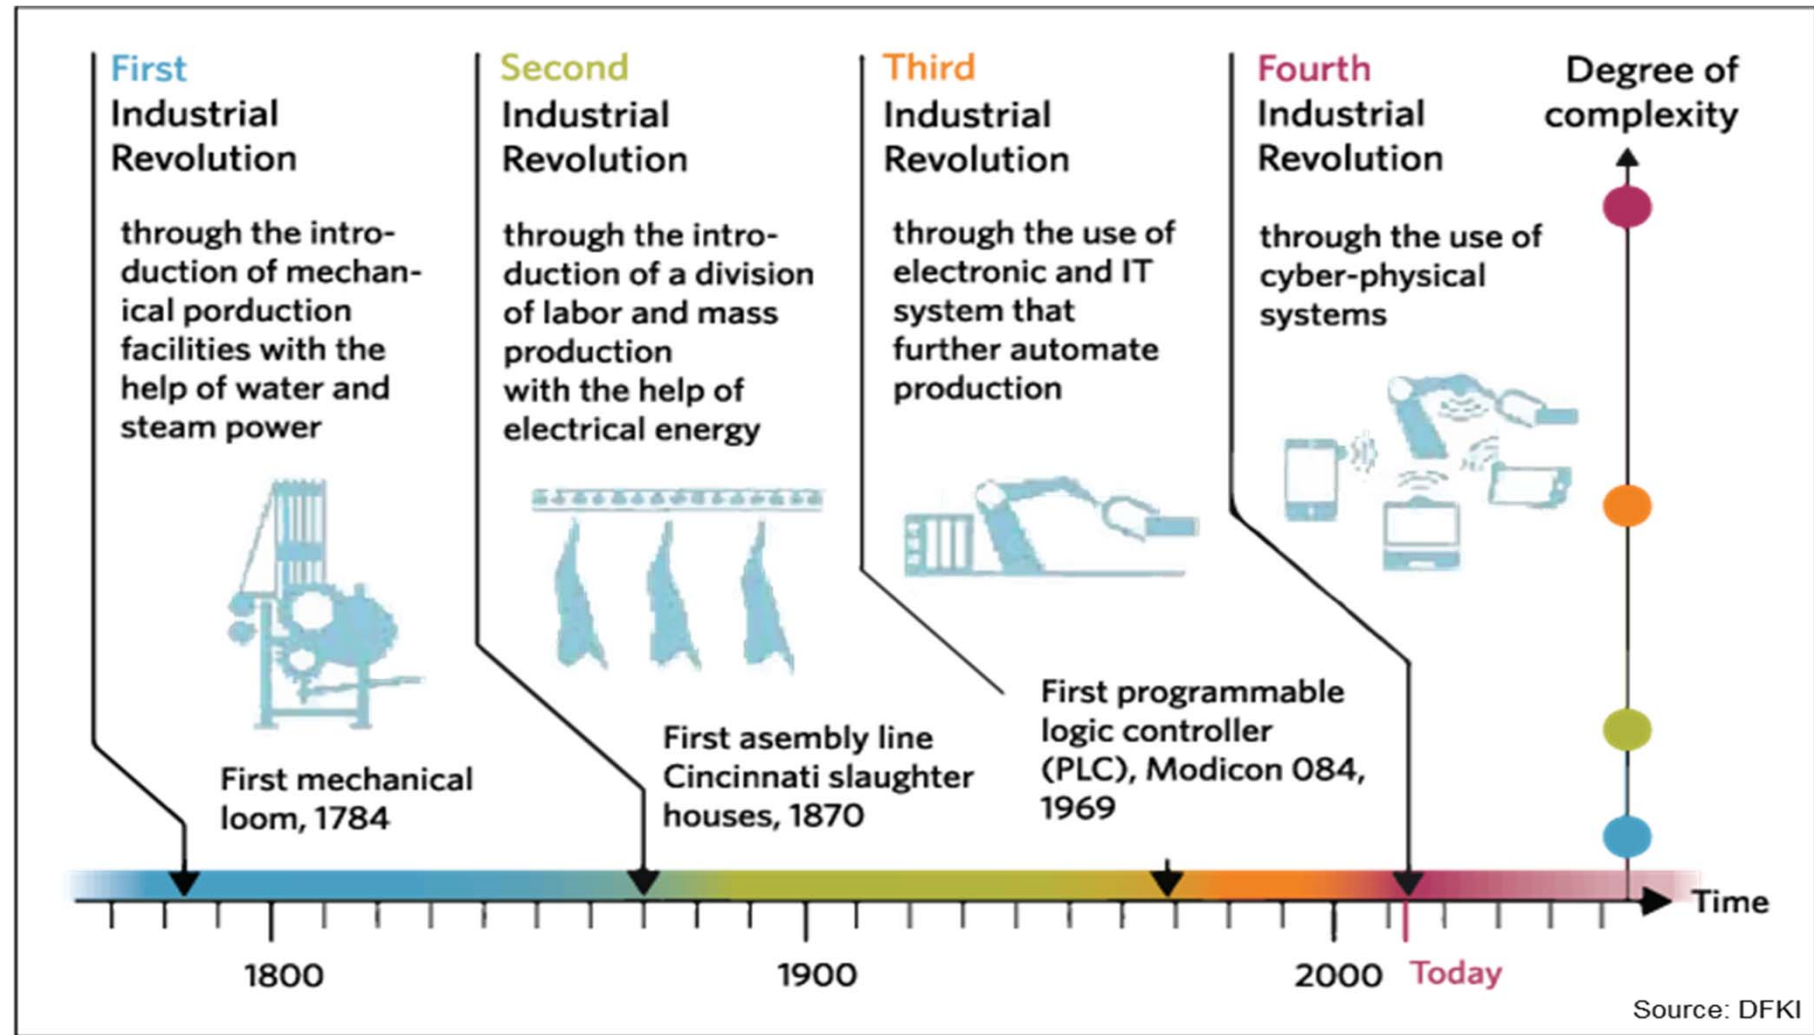 First
Industrial
Revolution
through the intro-
duction of mechan-
ical porduction
facilities with the
help of water and
steam power
First mechanical
loom, 1784
Second
Industrial
Revolution
through the intro-
duction of a division
of labor and mass
production
with the help of
electrical energy
First asembly line
Cincinnati slaughter
houses, 1870
Third
Industrial
Revolution
through the use of
electronic and IT
system that
further automate
production
First programmable
logic controller
(PLC), Modicon 084,
1969
Fourth
Industrial
Revolution
through the use of
cyber-physical
systems
Degree of
complexity
Time
1800
1900
2000
Today
Source: DFKI